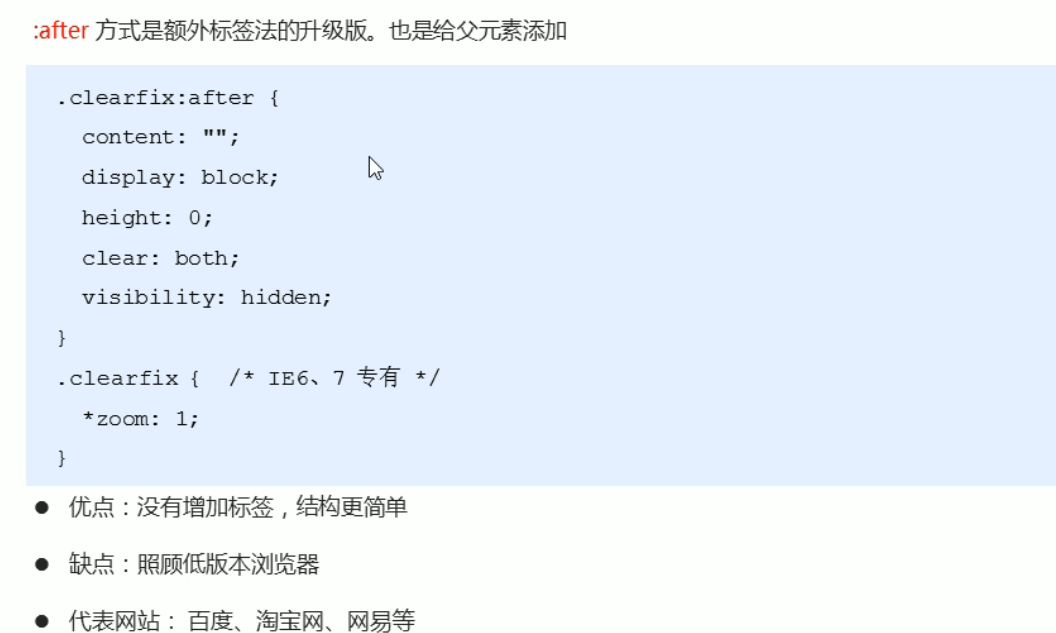 :after 方式是额外标签法的升级版。也是给父元素添加
.clearfix:after {
content: "";
display: block;
height: 0;
clear: both;
visibility: hidden;
}
.clearfix { /* IE6、7 专有 */
*zoom: 1;
}
● 优点：没有增加标签，结构更简单
● 缺点：照顾低版本浏览器
● 代表网站： 百度、淘宝网、网易等